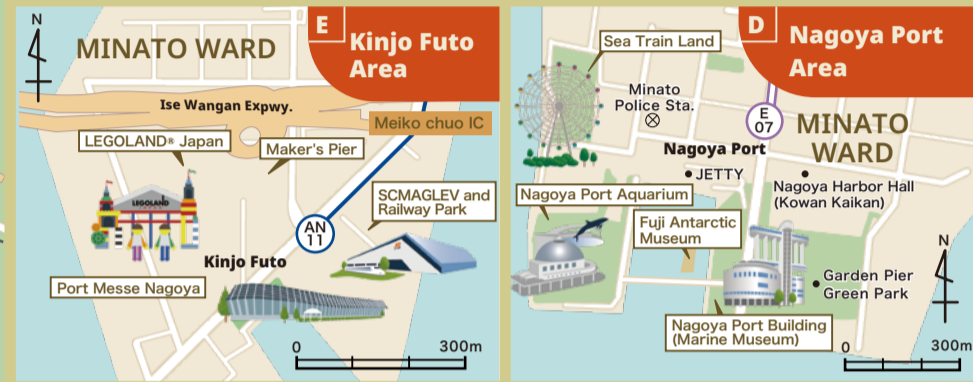 N
MINATO WARD
E
Kinjo Futo
Area
Ise Wangan Expwy.
Meiko chuo IC
LEGOLAND® Japan
Maker's Pier
LEGOLAND
SCMAGLEV and
Railway Park
AN
11
Kinjo Futo
Port Messe Nagoya
0
300m
N
D
Nagoya Port
Area
Sea Train Land
Minato
Police Sta.
E
07
MINATO
WARD
Nagoya Port
JETTY
Nagoya Harbor Hall
(Kowan Kaikan)
Nagoya Port Aquarium
Fuji Antarctic
Museum
N
Garden Pier
Green Park
Nagoya Port Building
(Marine Museum)
0
300m